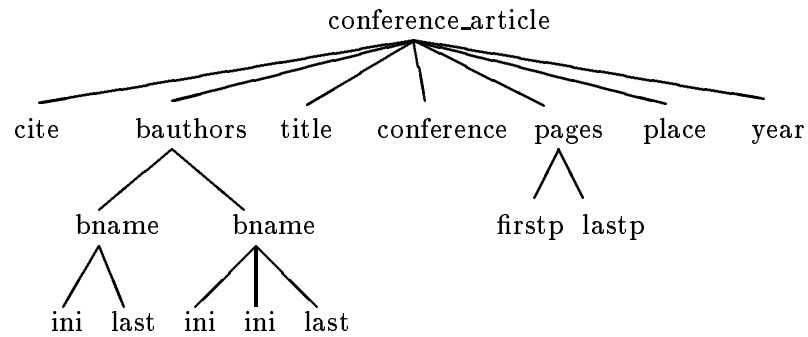 conference_article
cite bauthors title conference pages place year
bname bname firstp lastp
ini last ini ini last